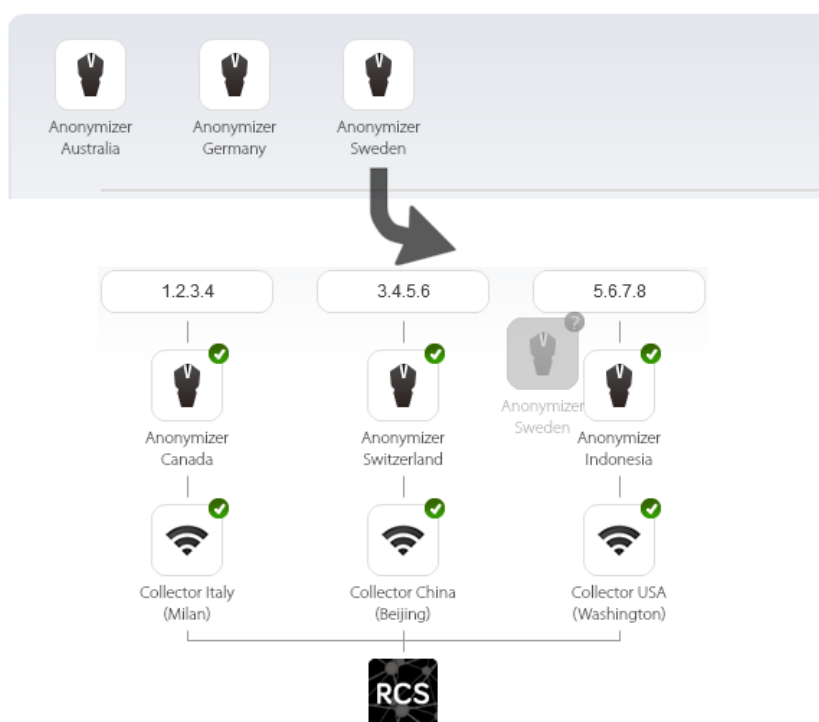 Anonymizer
Australia
Anonymizer
Germany
Anonymizer
Sweden
1.2.3.4
3.4.5.6
5.6.7.8
?
Anonymizer
Sweden
Anonymizer
Canada
Anonymizer
Switzerland
Anonymizer
Indonesia
Collector Italy
(Milan)
Collector China
(Beijing)
Collector USA
(Washington)
RCS